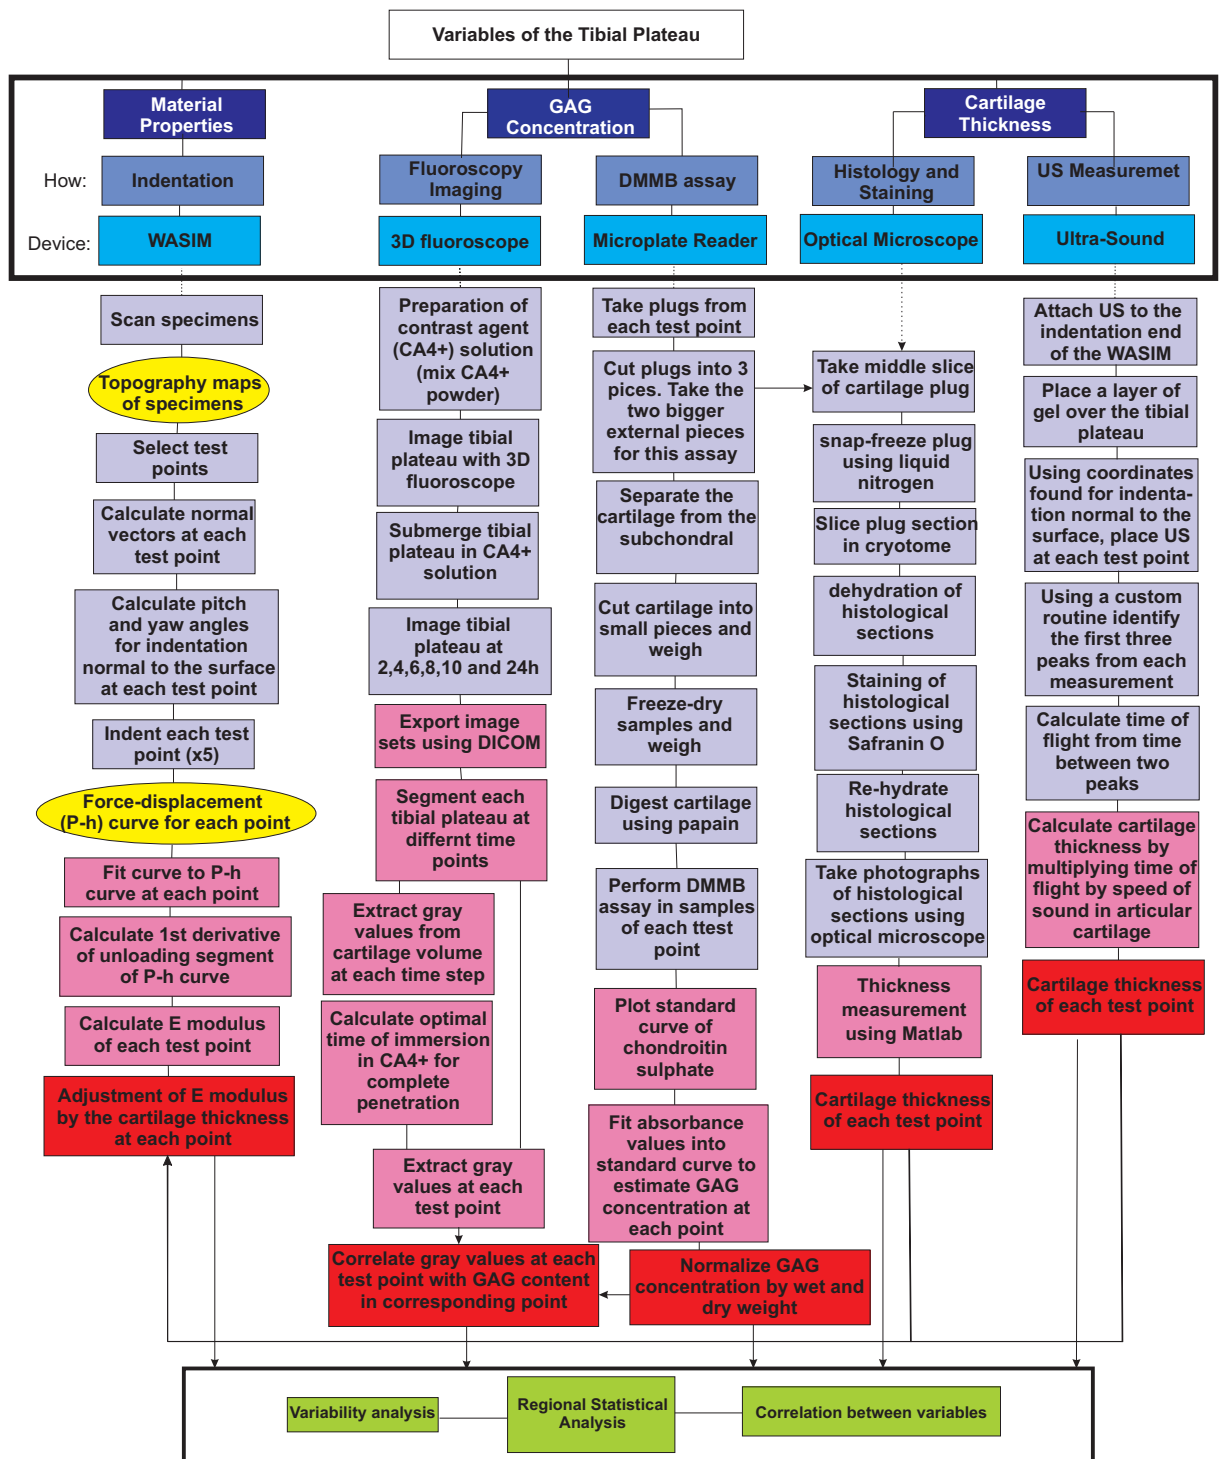 Variables of the Tibial Plateau
Material
Properties
GAG
Concentration
Cartilage
Thickness
How:
Indentation
Fluoroscopy
Imaging
DMMB assay
Histology and
Staining
US Measuremet
Device:
WASIM
3D fluoroscope
Microplate Reader
Optical Microscope
Ultra-Sound
Scan specimens
Topography maps
of specimens
Select test
points
Calculate normal
vectors at each
test point
Calculate pitch
and yaw angles
for indentation
normal to the surface
at each test point
Indent each test
point (x5)
Force-displacement
(P-h) curve for each point
Fit curve to P-h
curve at each point
Calculate 1st derivative
of unloading segment
of P-h curve
Calculate E modulus
of each test point
Adjustment of E modulus
by the cartilage thickness
at each point
Preparation of
contrast agent
(CA4+) solution
(mix CA4+
powder)
Image tibial
plateau with 3D
fluoroscope
Submerge tibial
plateau in CA4+
solution
Image tibial
plateau at
2,4,6,8,10 and 24h
Export image
sets using DICOM
Segment each
tibial plateau at
differnt time
points
Extract gray
values from
cartilage volume
at each time step
Calculate optimal
time of immersion
in CA4+ for
complete
penetration
Extract gray
values at each
test point
Correlate gray values at each
test point with GAG content
in corresponding point
Take plugs from
each test point
Cut plugs into 3
pices. Take the
two bigger
external pieces
for this assay
Separate the
cartilage from the
subchondral
Cut cartilage into
small pieces and
weigh
Freeze-dry
samples and
weigh
Digest cartilage
using papain
Perform DMMB
assay in samples
of each ttest
point
Plot standard
curve of
chondroitin
sulphate
Fit absorbance
values into
standard curve to
estimate GAG
concentration at
each point
Normalize GAG
concentration by wet and
dry weight
Take middle slice
of cartilage plug
snap-freeze plug
using liquid
nitrogen
Slice plug section
in cryotome
dehydration of
histological
sections
Staining of
histological
sections using
Safranin O
Re-hydrate
histological
sections
Take photographs
of histological
sections using
optical microscope
Thickness
measurement
using Matlab
Cartilage thickness
of each test point
Attach US to the
indentation end
of the WASIM
Place a layer of
gel over the tibial
plateau
Using coordinates
found for indenta-
tion normal to the
surface, place US
at each test point
Using a custom
routine identify
the first three
peaks from each
measurement
Calculate time of
flight from time
between two
peaks
Calculate cartilage
thickness by
multiplying time of
flight by speed of
sound in articular
cartilage
Cartilage thickness
of each test point
Variability analysis
Regional Statistical
Analysis
Correlation between variables